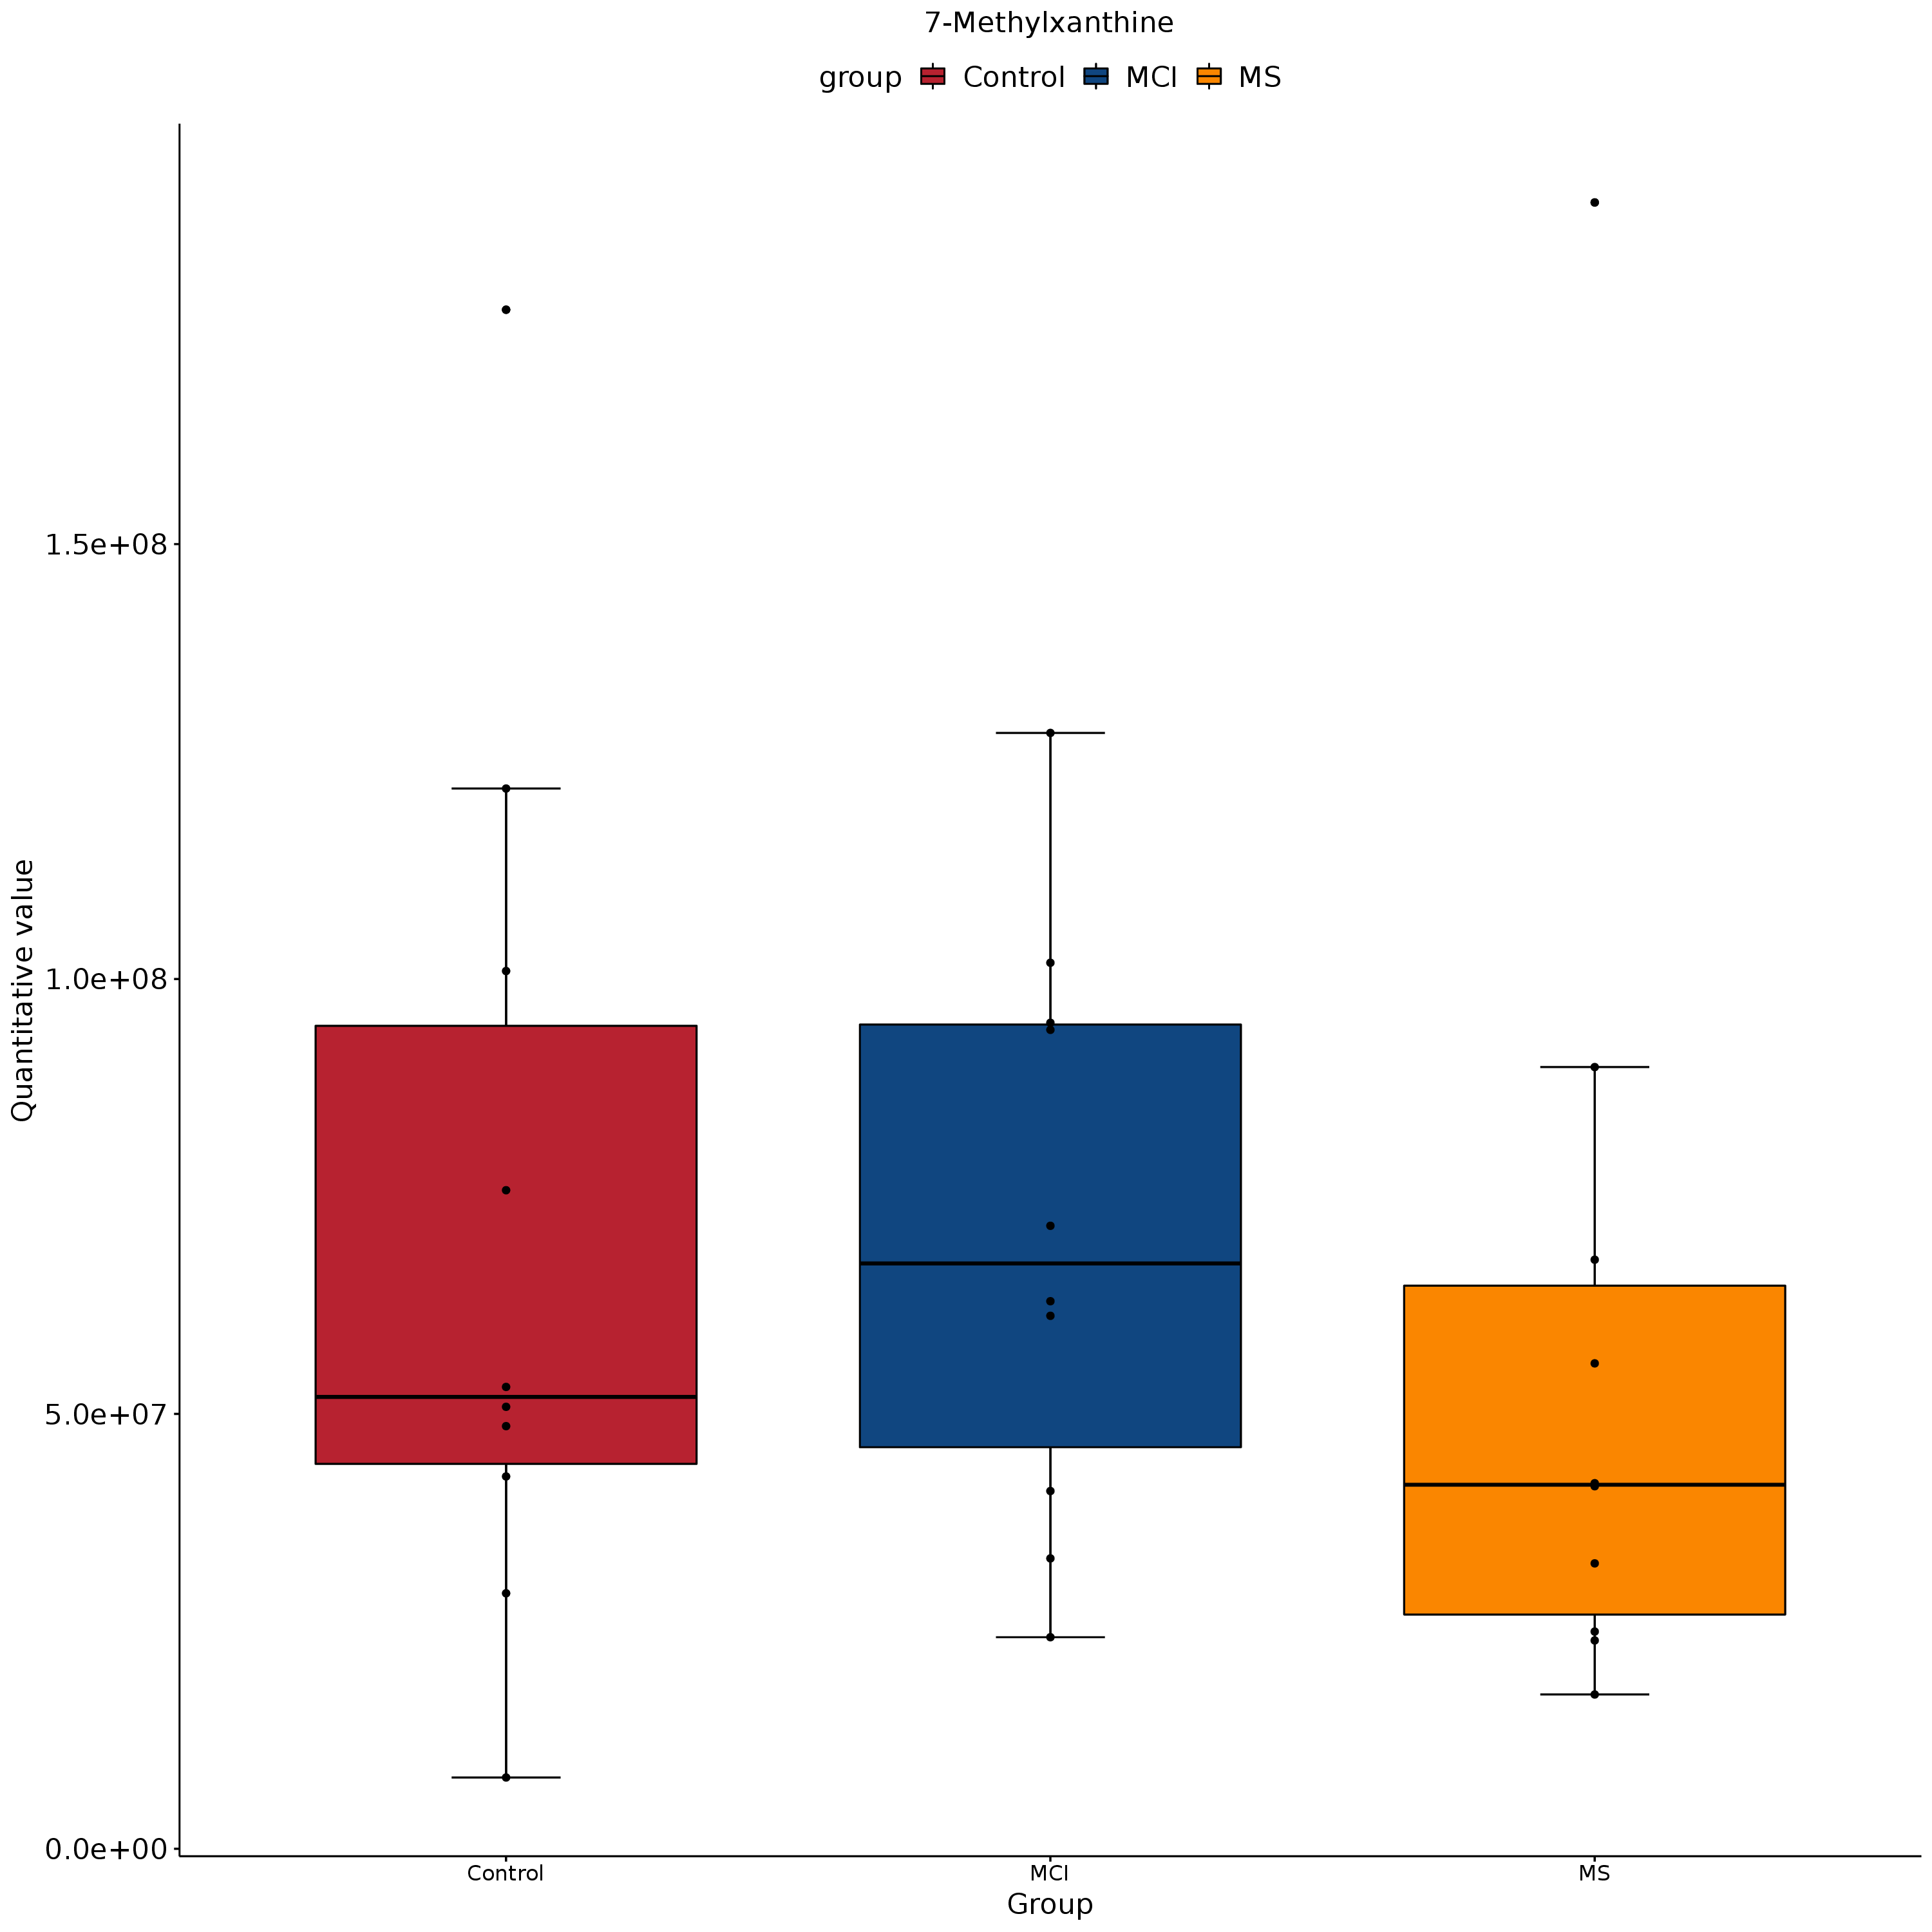 7-Methylxanthine
group Control MCI MS
Quantitative value
1.5e+08
1.0e+08
5.0e+07
0.0e+00
Control MCI MS
Group